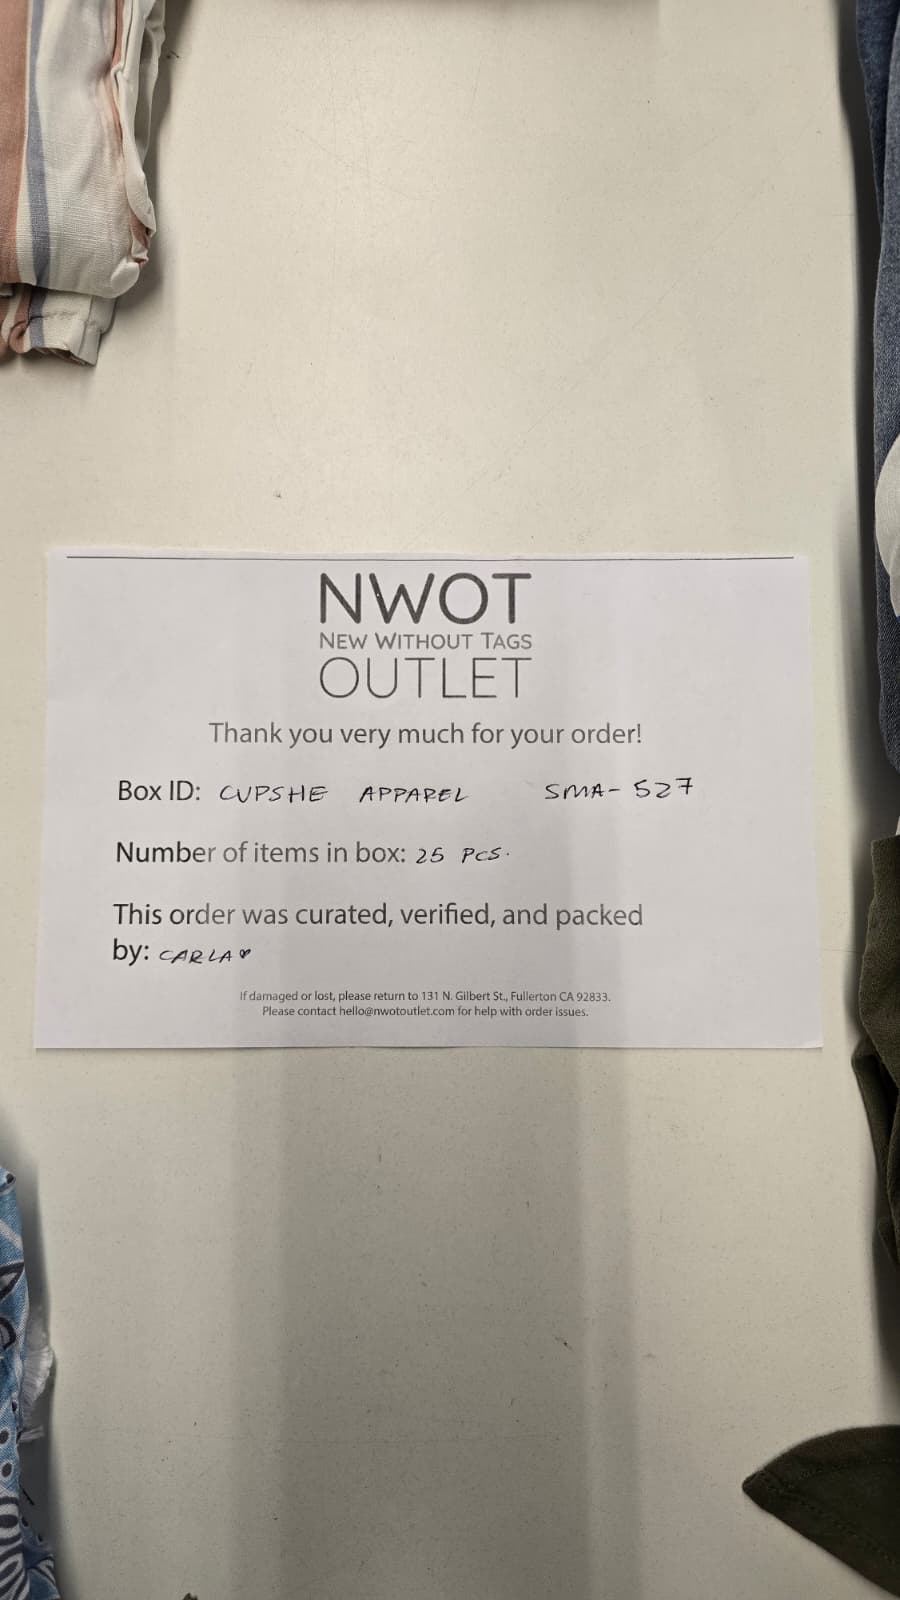 NWOT
NEW WITHOUT TAGS
OUTLET
Thank you very much for your order!
Box ID: CUPSHE APPAREL SMA-527
Number of items in box: 25 PCS.
This order was curated, verified, and packed
by: CARLA♥
If damaged or lost, please return to 131 N. Gilbert St., Fullerton CA 92833.
Please contact hello@nwotoutlet.com for help with order issues.